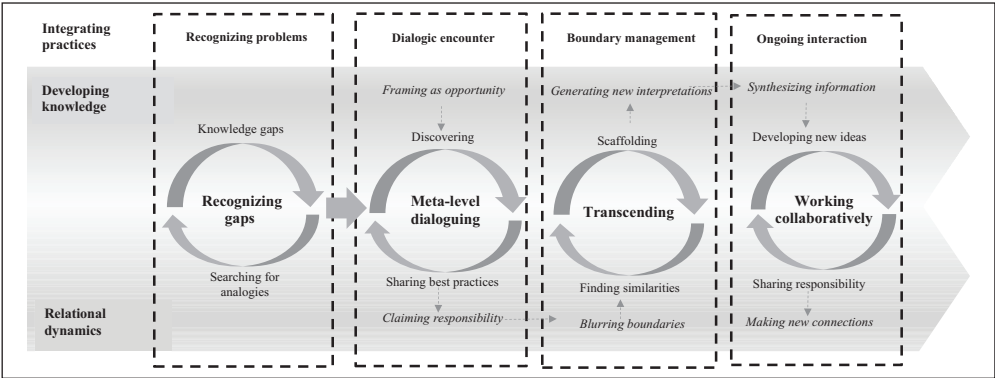 Integrating
practices
Recognizing problems
Dialogic encounter
Boundary management
Ongoing interaction
Developing
knowledge
Framing as opportunity
Generating new interpretations
Synthesizing information
Knowledge gaps
Discovering
Scaffolding
Developing new ideas
Recognizing
gaps
Meta-level
dialoguing
Transcending
Working
collaboratively
Searching for
analogies
Sharing best practices
Finding similarities
Sharing responsibility
Relational
dynamics
Claiming responsibility
Blurring boundaries
Making new connections